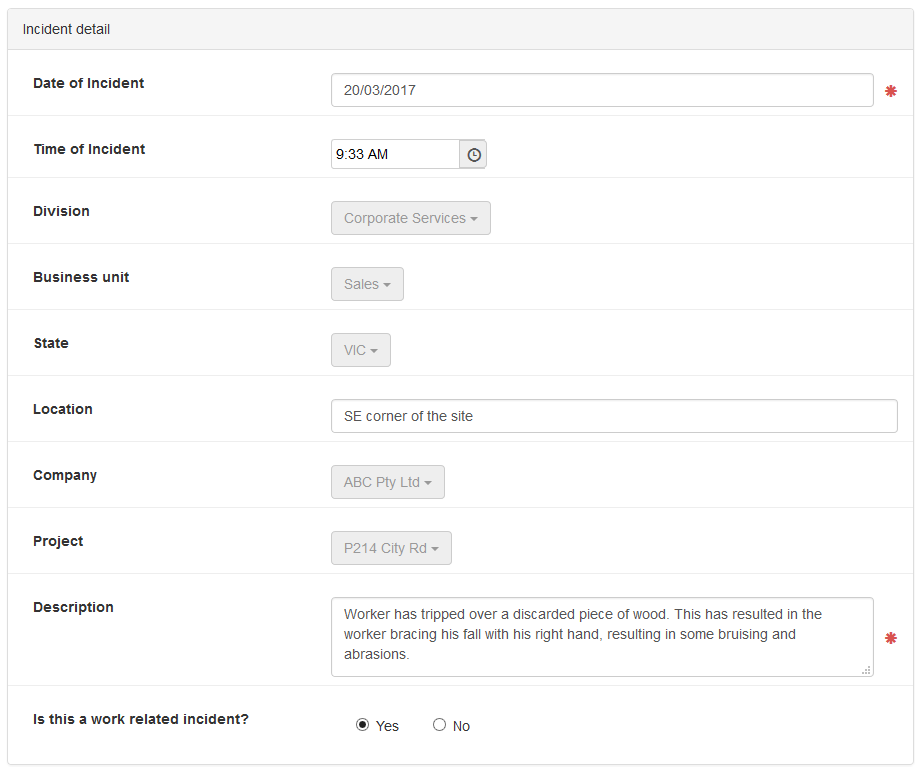 Incident detail
Date of Incident
20/03/2017 *
Time of Incident
9:33 AM
Division
Corporate Services
Business unit
Sales
State
VIC
Location
SE corner of the site
Company
ABC Pty Ltd
Project
P214 City Rd
Description
Worker has tripped over a discarded piece of wood. This has resulted in the
worker bracing his fall with his right hand, resulting in some bruising and
abrasions.
*
Is this a work related incident?
Yes No